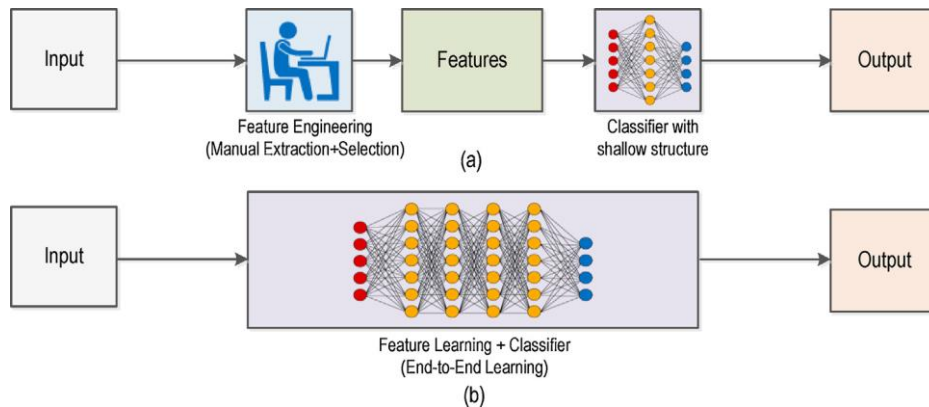 Input
Features
Output
Feature Engineering
(Manual Extraction+Selection)
Classifier with
shallow structure
(a)
Input
Output
Feature Learning + Classifier
(End-to-End Learning)
(b)